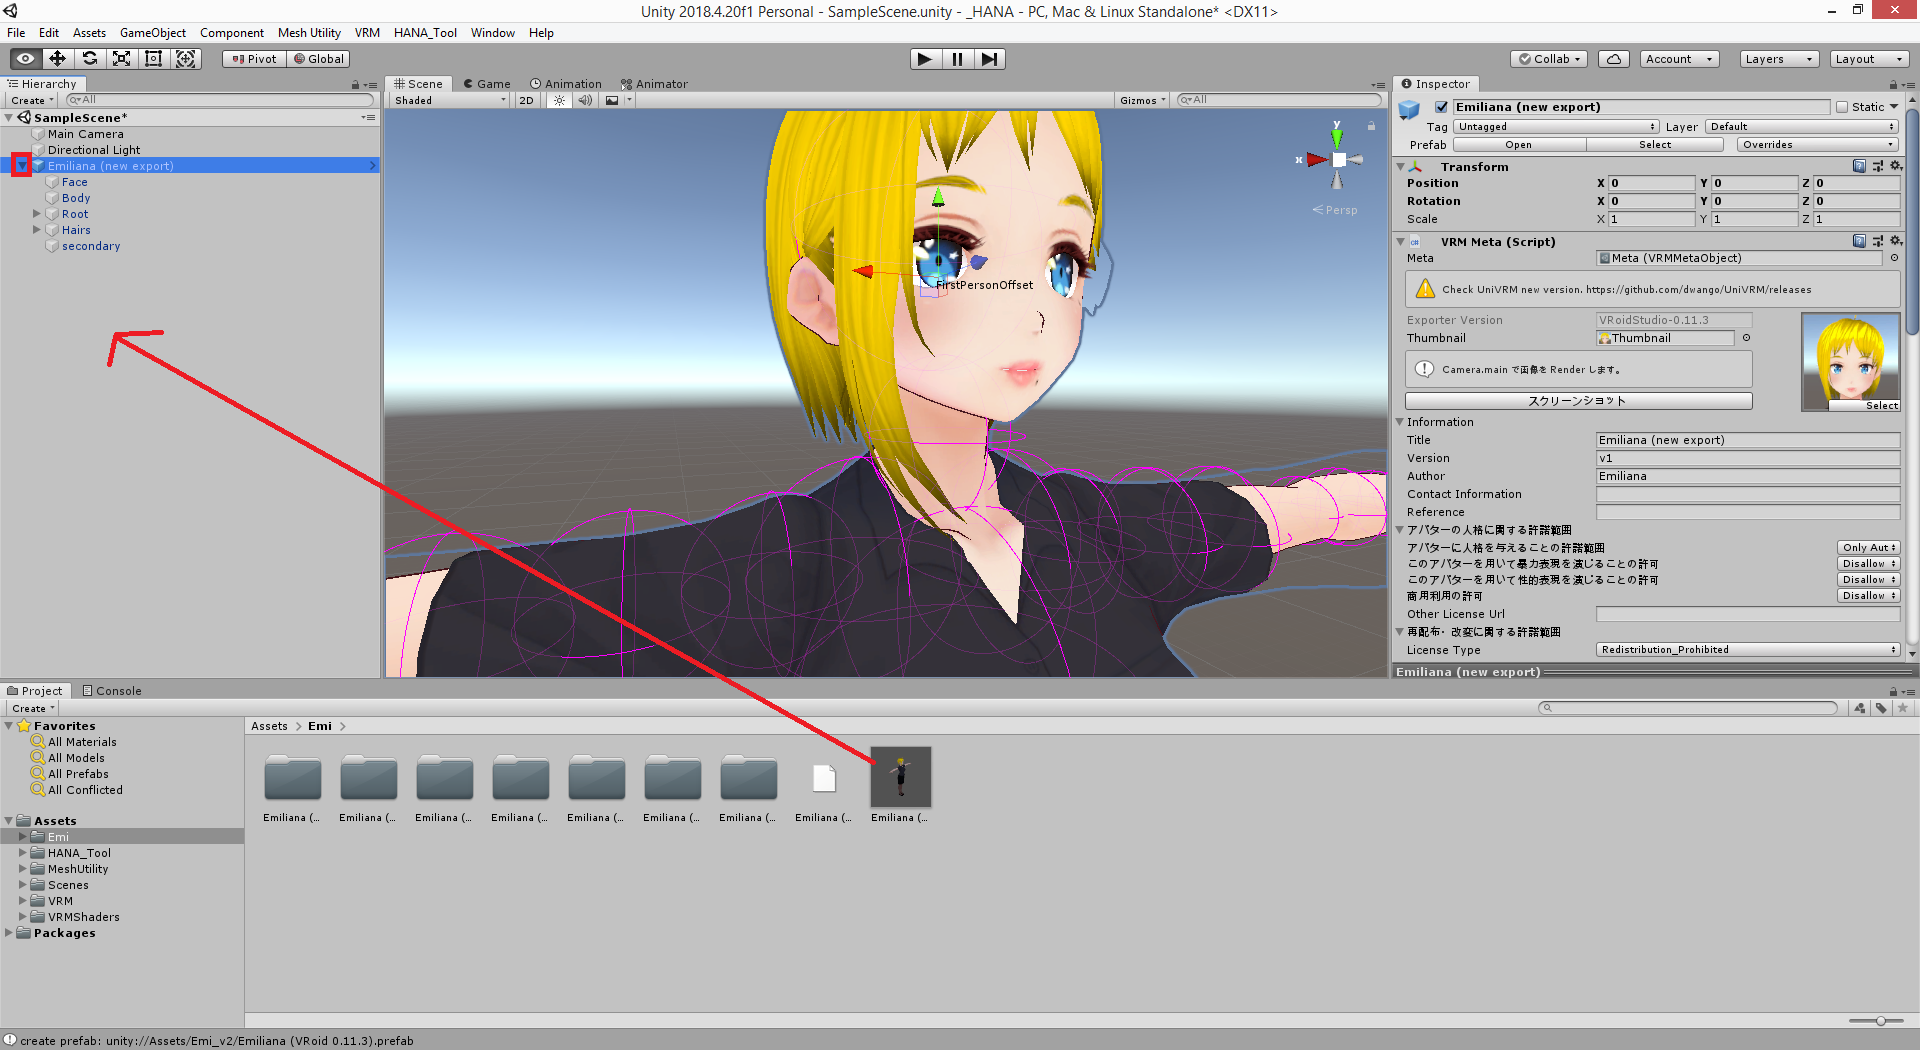 Unity 2018.4.20f1 Personal - SampleScene.unity - _HANA - PC, Mac & Linux Standalone* <DX11>
File Edit Assets GameObject Component Mesh Utility VRM HANA_Tool Window Help
Pivot Global Collab Account Layers Layout
Hierarchy
Create All
SampleScene*
Main Camera
Directional Light
Emiliana (new export)
Face
Body
Root
Hairs
secondary
Scene Game Animation Animator
Shaded 2D Gizmos All
y
x
Persp
FirstPersonOffset
Inspector
Emiliana (new export) Static
Tag Untagged Layer Default
Prefab Open Select Overrides
Transform
Position X 0 Y 0 Z 0
Rotation X 0 Y 0 Z 0
Scale X 1 Y 1 Z 1
VRM Meta (Script)
Meta Meta (VRMMetaObject)
Check UniVRM new version. https://github.com/dwango/UniVRM/releases
Exporter Version VRoidStudio-0.11.3
Thumbnail Thumbnail
Camera.main で画像を Render します。
Select
スクリーンショット
Information
Title Emiliana (new export)
Version v1
Author Emiliana
Contact Information
Reference
アバターの人格に関する許諾範囲
アバターに人格を与えることの許諾範囲 Only Aut
このアバターを用いて暴力表現を演じることの許可 Disallow
このアバターを用いて性的表現を演じることの許可 Disallow
商用利用の許可 Disallow
Other License Url
再配布・改変に関する許諾範囲
License Type Redistribution_Prohibited
Emiliana (new export)
Project Console
Create
Favorites
All Materials
All Models
All Prefabs
All Conflicted
Assets
Emi
HANA_Tool
MeshUtility
Scenes
VRM
VRMShaders
Packages
Assets Emi
Emiliana (... Emiliana (... Emiliana (... Emiliana (... Emiliana (... Emiliana (... Emiliana (... Emiliana (... Emiliana (...
create prefab: unity://Assets/Emi_v2/Emiliana (VRoid 0.11.3).prefab